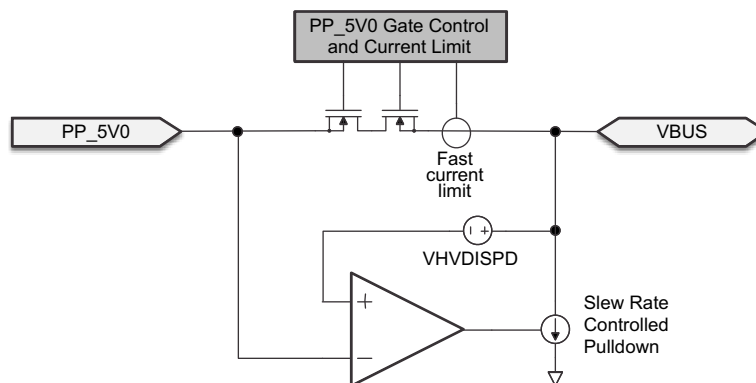 PP_5V0 Gate Control
and Current Limit
PP_5V0
VBUS
Fast
current
limit
VHVDISPD
Slew Rate
Controlled
Pulldown